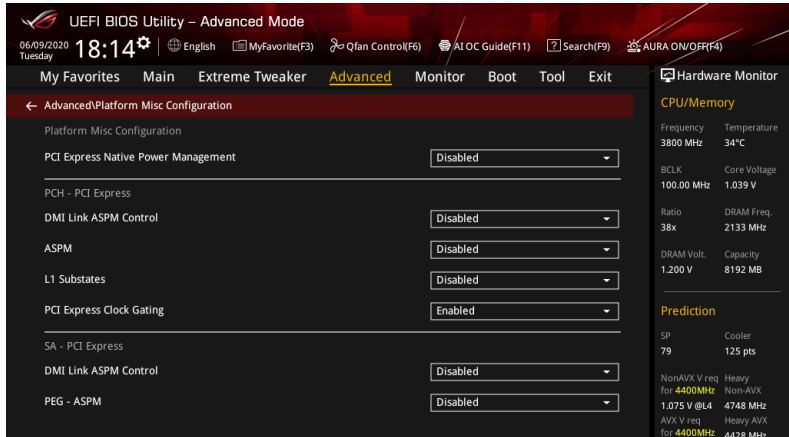 UEFI BIOS Utility – Advanced Mode
06/09/2020 Tuesday 18:14 English MyFavorite(F3) Qfan Control(F6) AI OC Guide(F11) ? Search(F9) AURA ON/OFF(F4)
My Favorites Main Extreme Tweaker Advanced Monitor Boot Tool Exit
← Advanced\Platform Misc Configuration
Platform Misc Configuration
PCI Express Native Power Management Disabled
PCH - PCI Express
DMI Link ASPM Control Disabled
ASPM Disabled
L1 Substates Disabled
PCI Express Clock Gating Enabled
SA - PCI Express
DMI Link ASPM Control Disabled
PEG - ASPM Disabled
Hardware Monitor
CPU/Memory
Frequency Temperature
3800 MHz 34°C
BCLK Core Voltage
100.00 MHz 1.039 V
Ratio DRAM Freq.
38x 2133 MHz
DRAM Volt. Capacity
1.200 V 8192 MB
Prediction
SP Cooler
79 125 pts
NonAVX V req Heavy
for 4400MHz Non-AVX
1.075 V @L4 4748 MHz
AVX V req Heavy AVX
for 4400MHz 4428 MHz